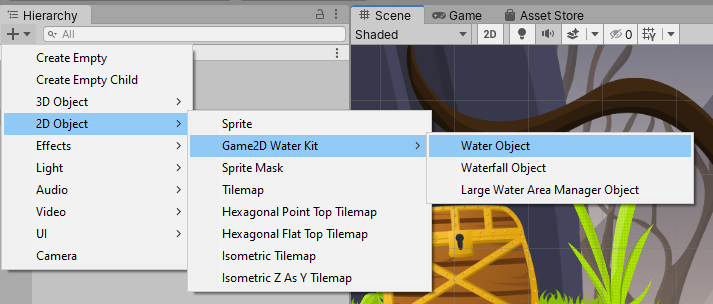 Hierarchy
All
Create Empty
Create Empty Child
3D Object
2D Object
Effects
Light
Audio
Video
UI
Camera
Sprite
Game2D Water Kit
Sprite Mask
Tilemap
Hexagonal Point Top Tilemap
Hexagonal Flat Top Tilemap
Isometric Tilemap
Isometric Z As Y Tilemap
Water Object
Waterfall Object
Large Water Area Manager Object
Scene Game Asset Store
Shaded 2D 0